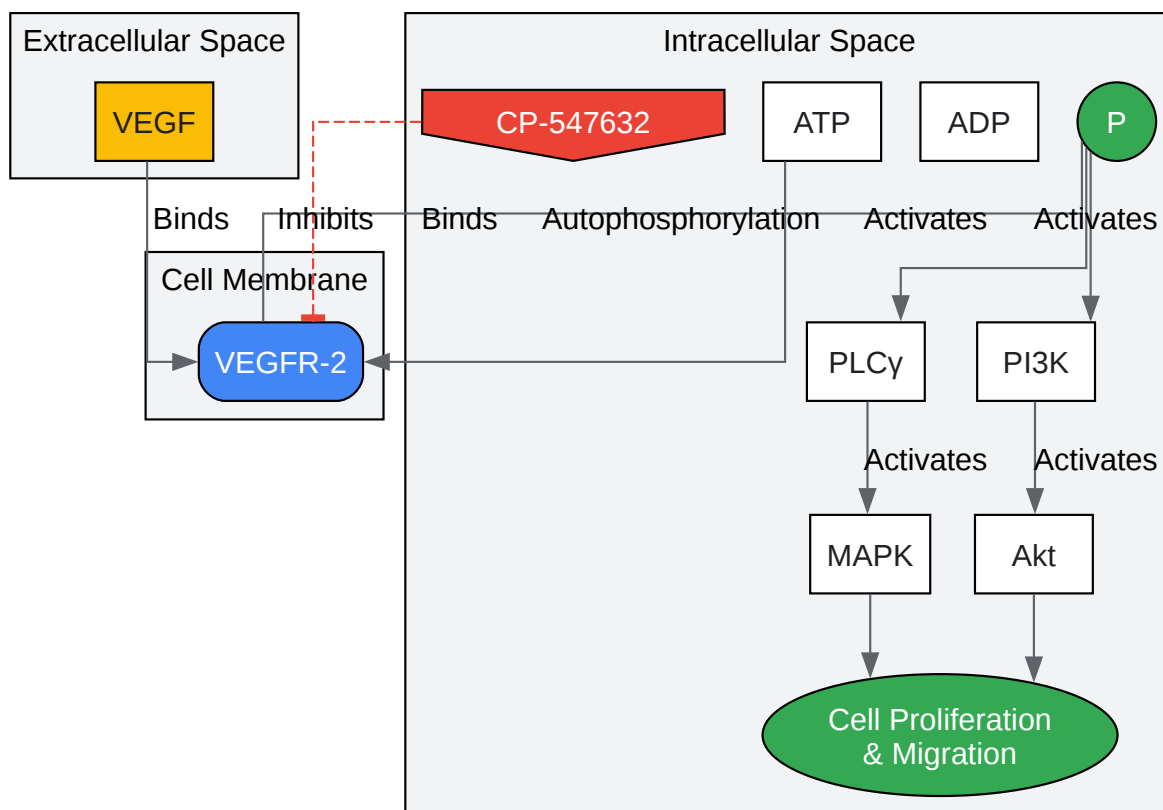 Extracellular Space
Intracellular Space
VEGF
CP-547632
ATP
ADP
P
Binds
Inhibits
Binds
Autophosphorylation
Activates
Activates
Cell Membrane
VEGFR-2
PLCγ
PI3K
Activates
Activates
MAPK
Akt
Cell Proliferation
& Migration